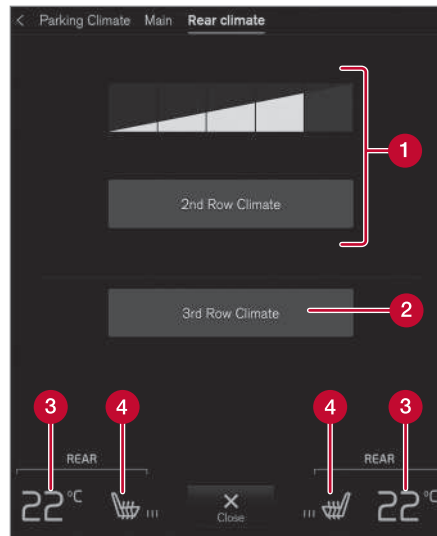 < Parking Climate Main Rear climate
1
2nd Row Climate
3rd Row Climate
2
3 4 4 3
REAR REAR
22°C 22°C
Close